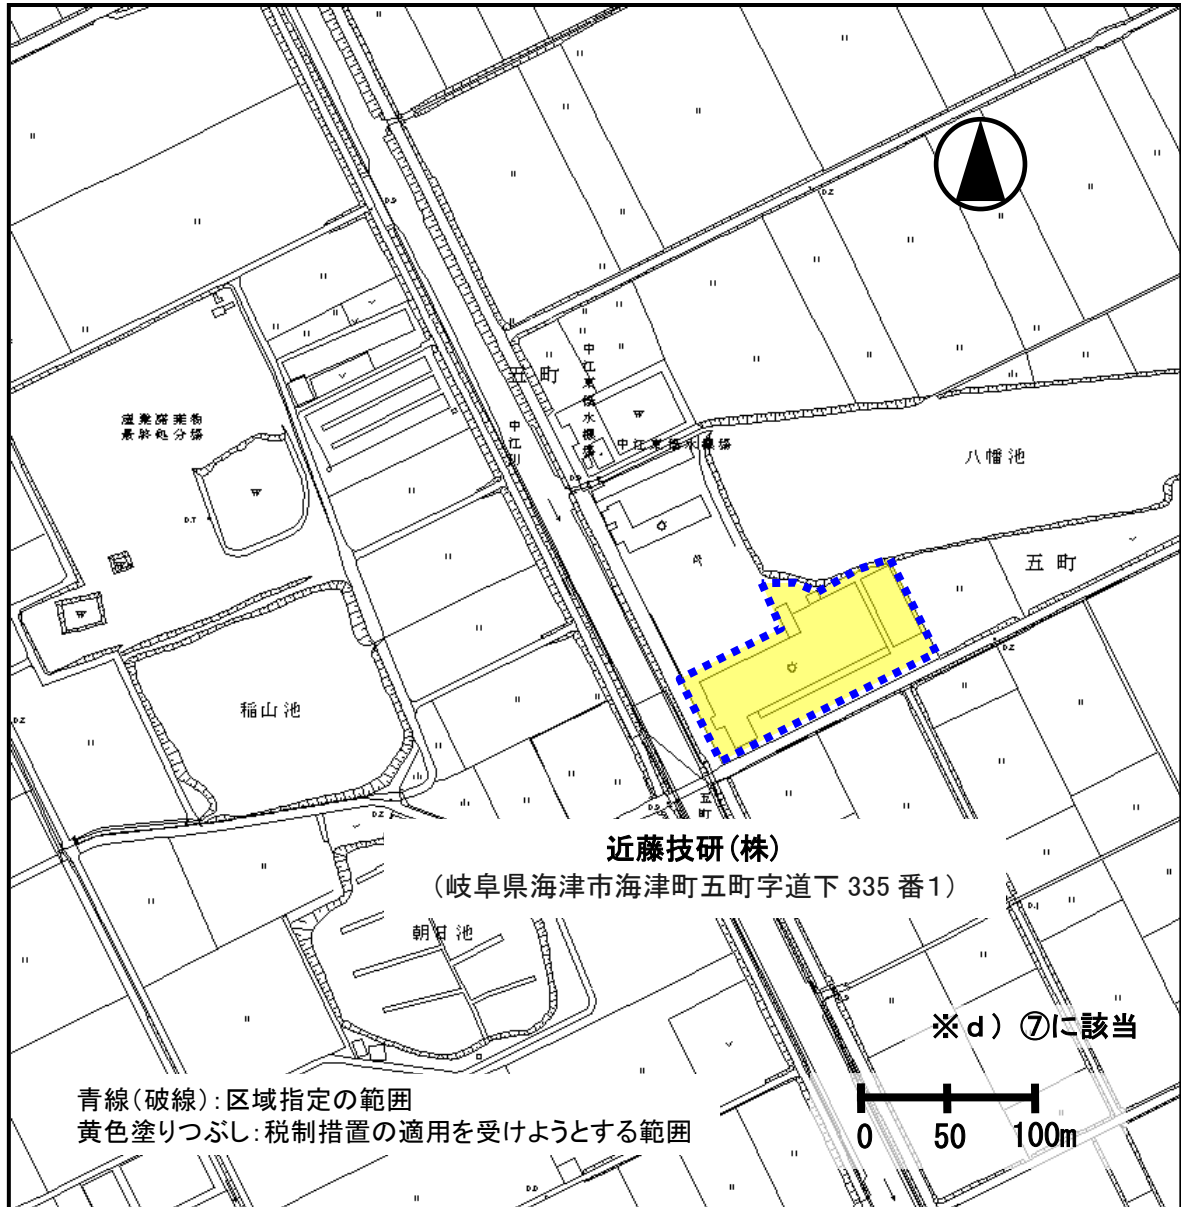 五町
中江東排水機場
産業廃棄物
最終処分場
中江川
中江東排水機場
八幡池
五町
稲山池
五町
近藤技研(株)
(岐阜県海津市海津町五町字道下 335 番1)
朝日池
※d) ⑦に該当
青線(破線):区域指定の範囲
黄色塗りつぶし:税制措置の適用を受けようとする範囲
0 50 100m